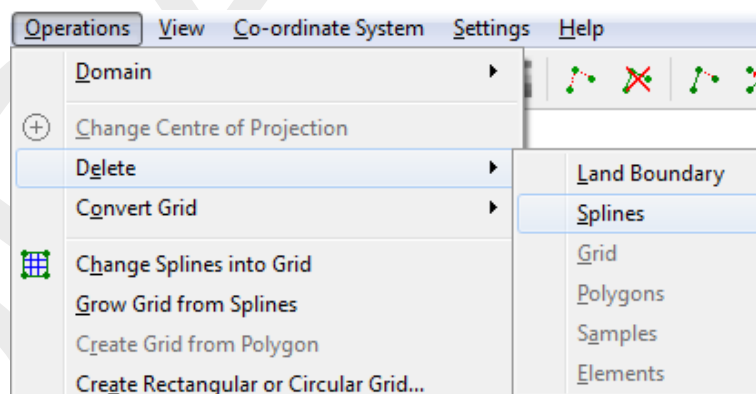 Operations View Co-ordinate System Settings Help
Domain
Change Centre of Projection
Delete
Convert Grid
Change Splines into Grid
Grow Grid from Splines
Create Grid from Polygon
Create Rectangular or Circular Grid...
Land Boundary
Splines
Grid
Polygons
Samples
Elements